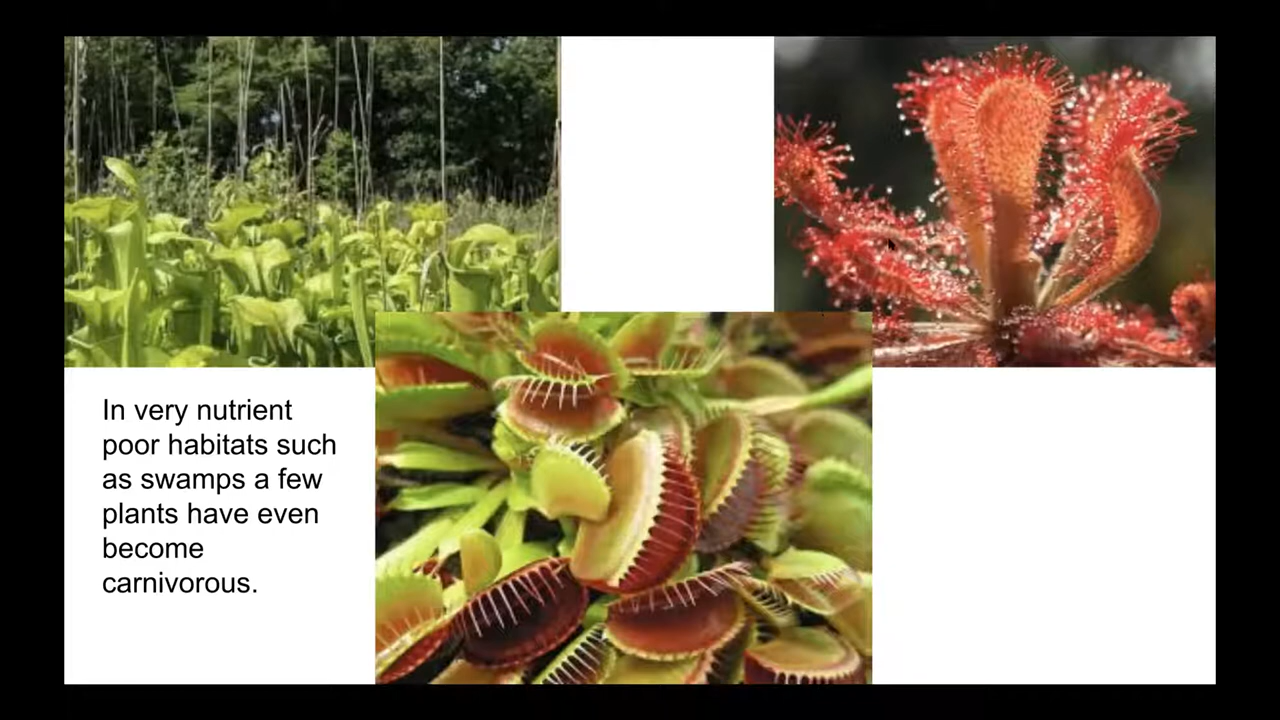 In very nutrient
poor habitats such
as swamps a few
plants have even
become
carnivorous.